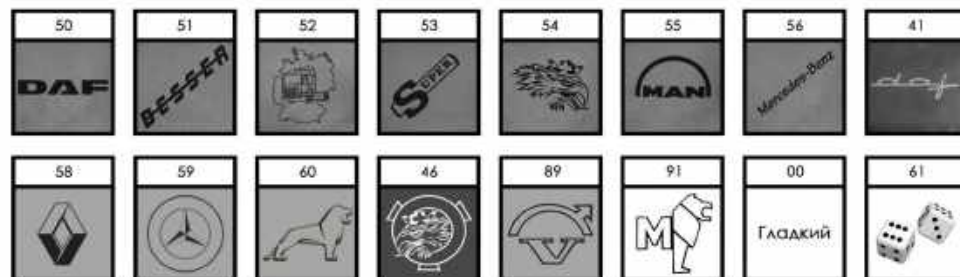 50 51 52 53 54 55 56 41
DAF BESSER SUPER MAN Mercedes-Benz daf
58 59 60 46 89 91 00 61
V M Гладкий